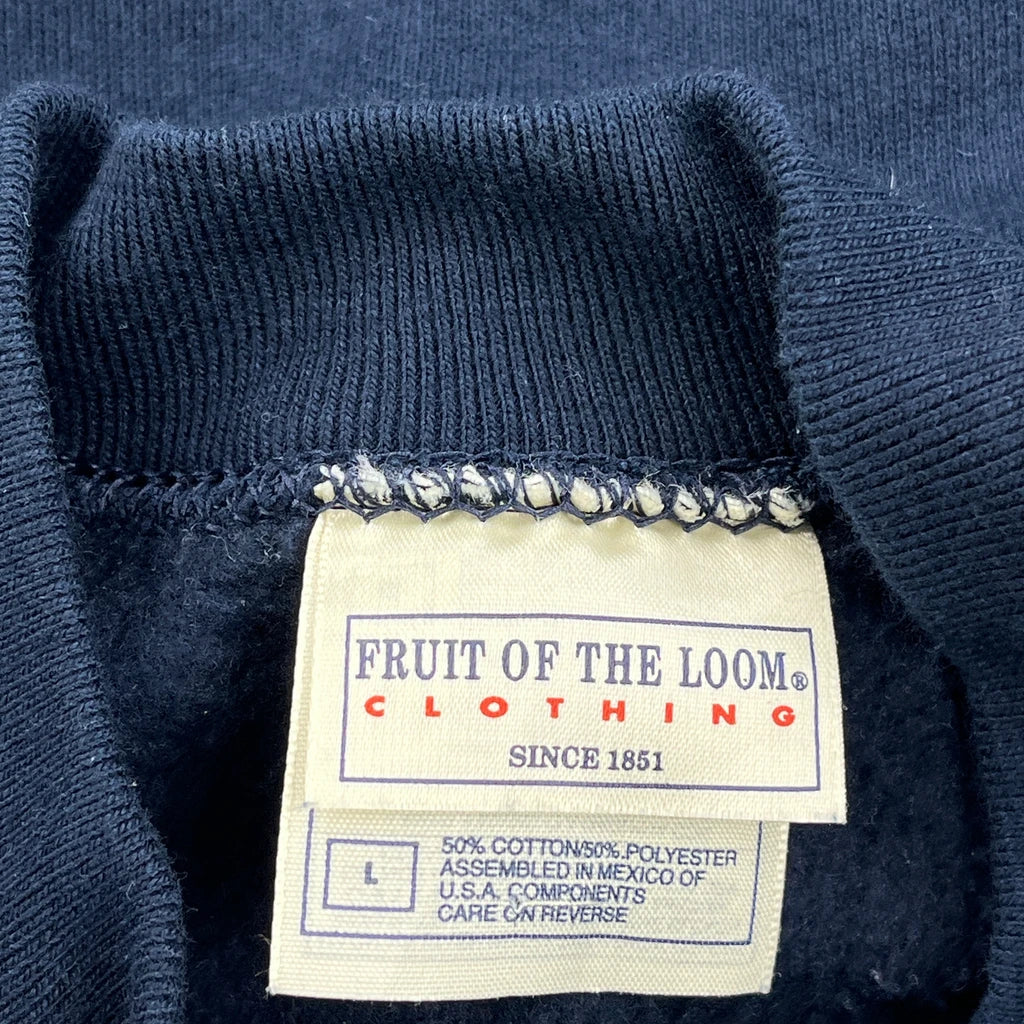 FRUIT OF THE LOOM®
CLOTHING
SINCE 1851
L
50% COTTON/50% POLYESTER
ASSEMBLED IN MEXICO OF
U.S.A. COMPONENTS
CARE ON REVERSE